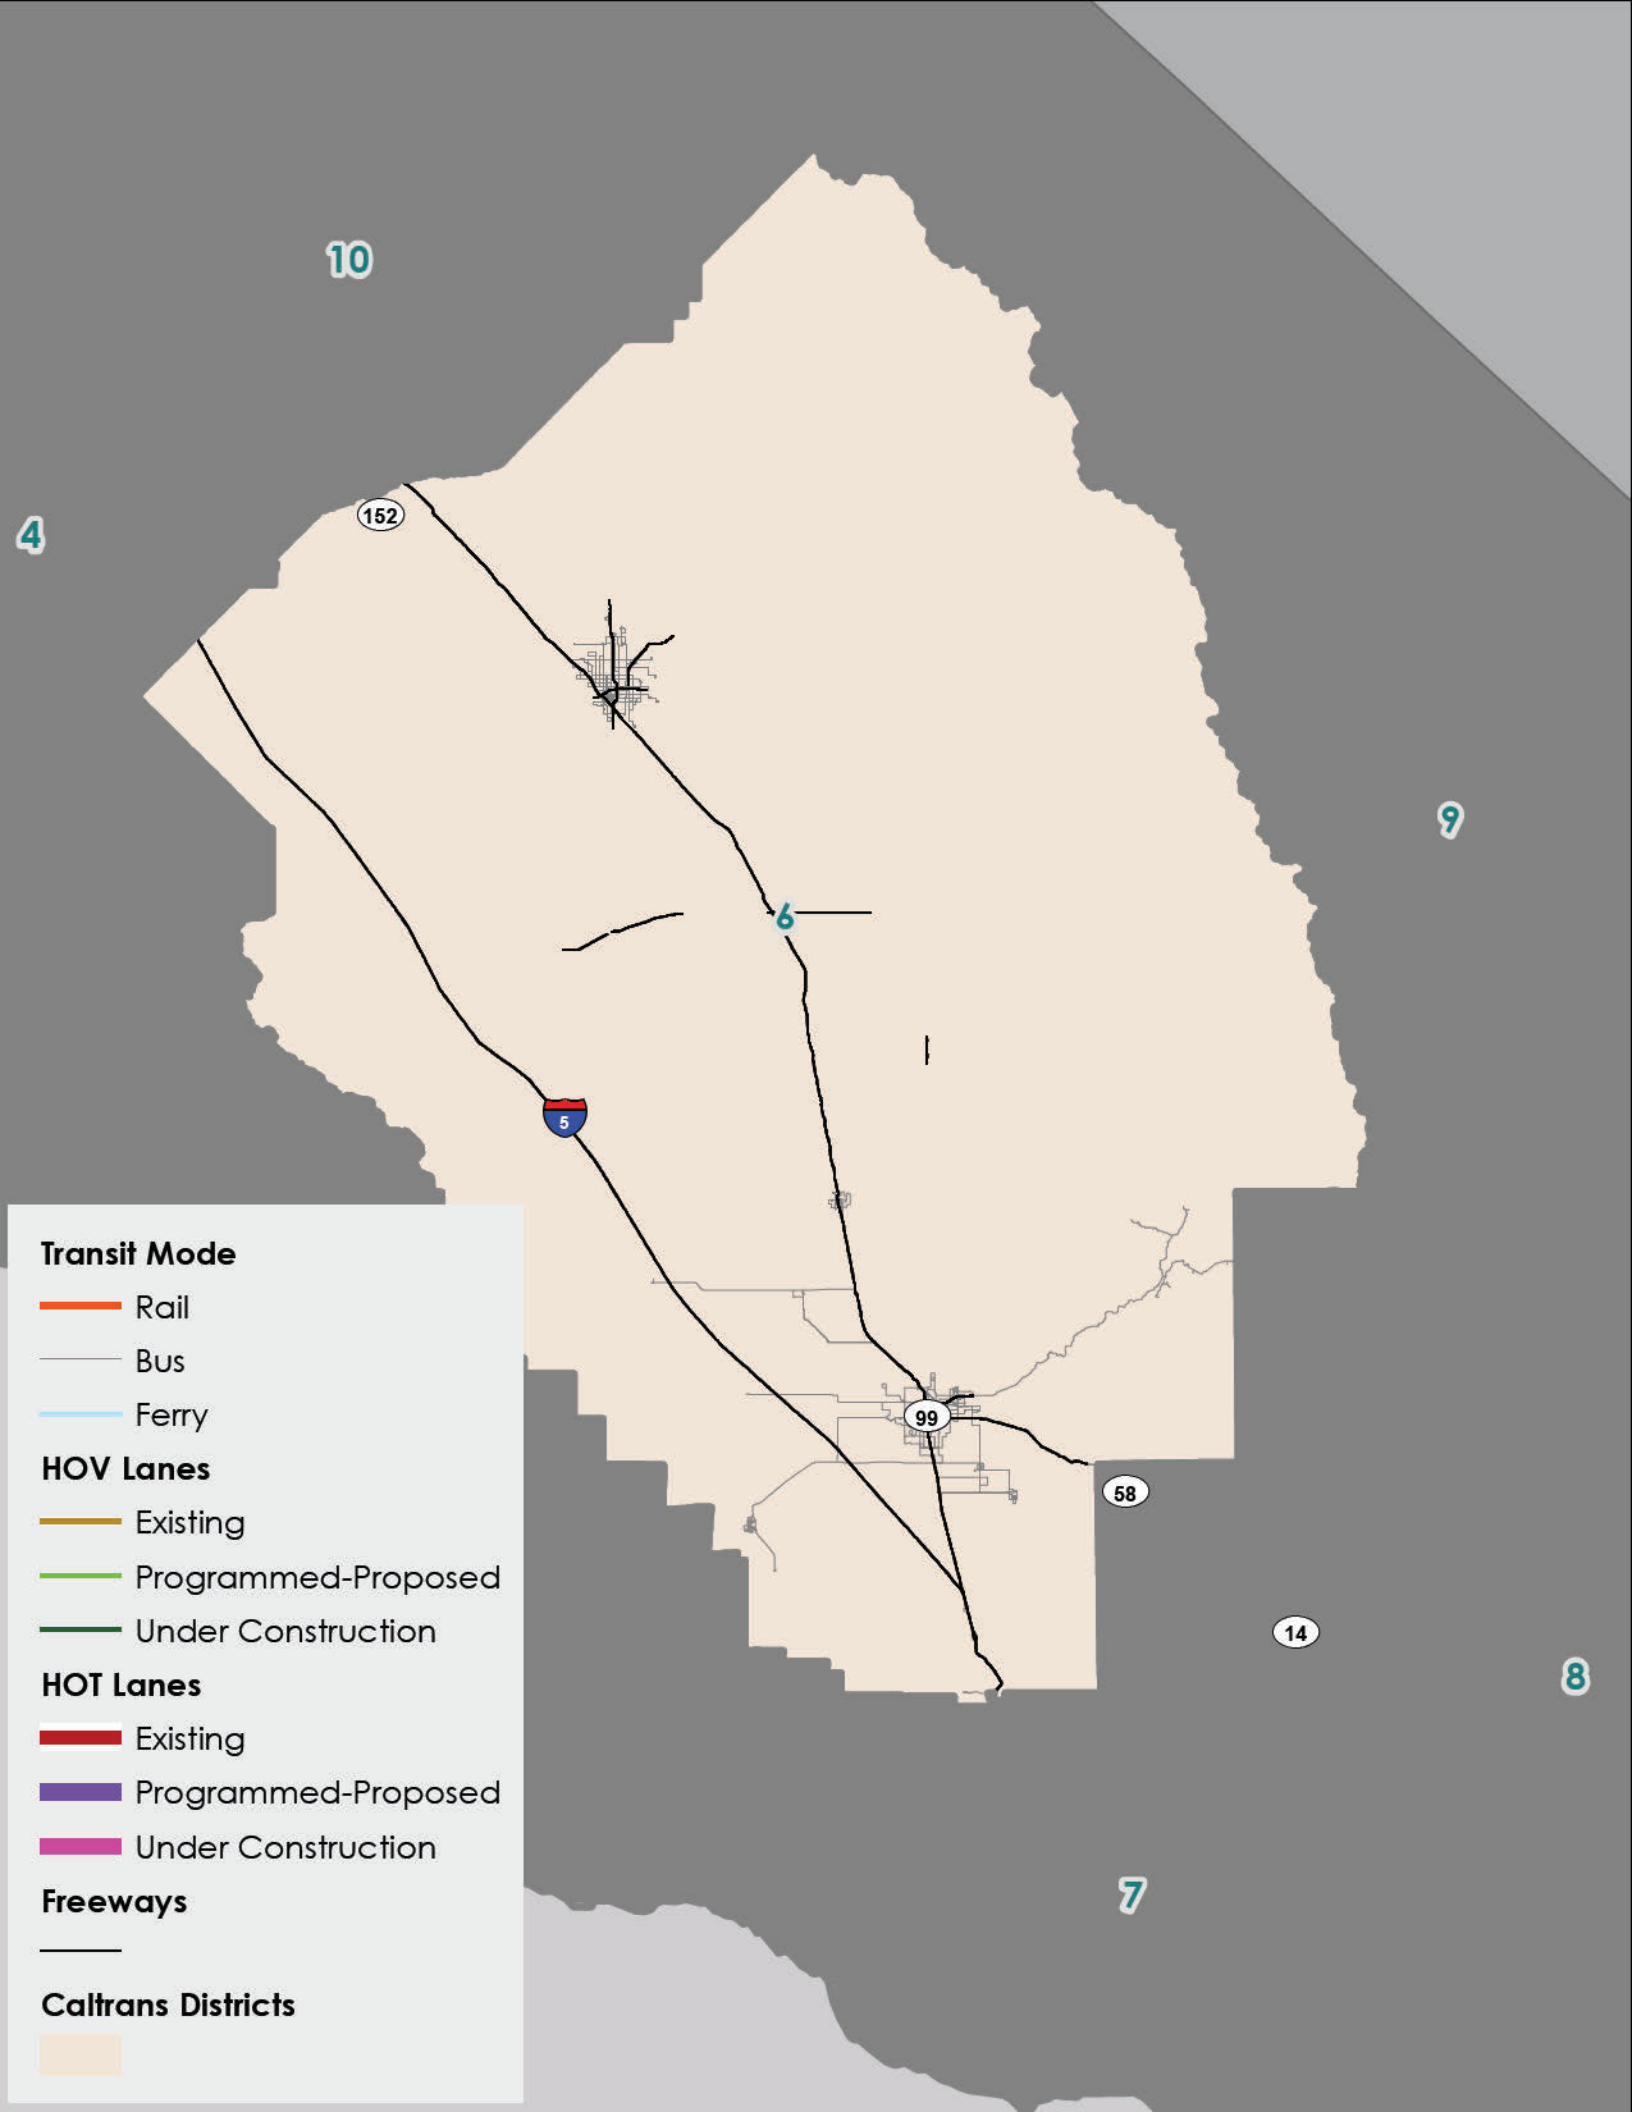 10
152
4
9
6
5
99
58
14
8
7
Transit Mode
Rail
Bus
Ferry
HOV Lanes
Existing
Programmed-Proposed
Under Construction
HOT Lanes
Existing
Programmed-Proposed
Under Construction
Freeways
Caltrans Districts